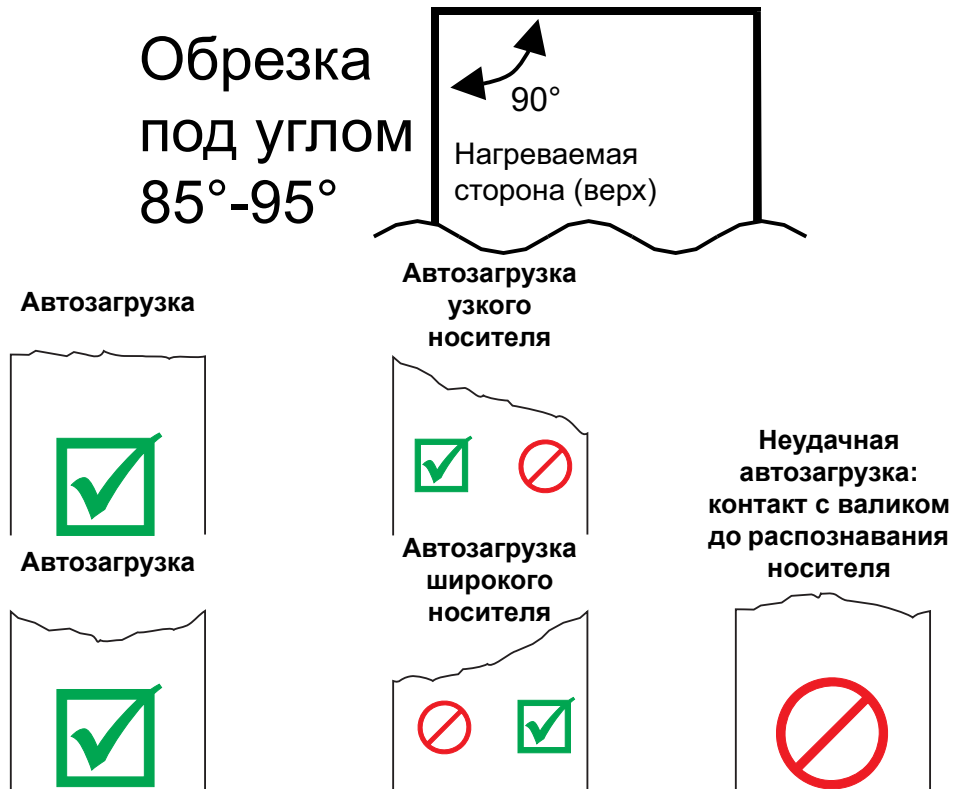 Обрезка
под углом
85°-95°
90°
Нагреваемая
сторона (верх)
Автозагрузка
Автозагрузка
узкого
носителя
Автозагрузка
Автозагрузка
широкого
носителя
Неудачная
автозагрузка:
контакт с валиком
до распознавания
носителя